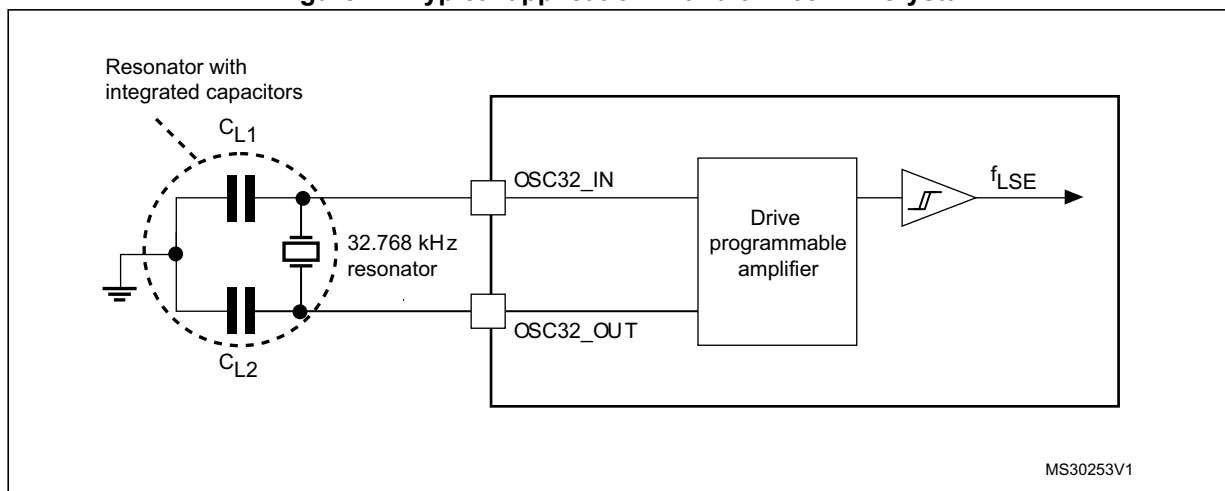 Resonator with
integrated capacitors
CL1
OSC32_IN
fLSE
Drive
programmable
amplifier
32.768 kHz
resonator
OSC32_OUT
CL2
MS30253V1